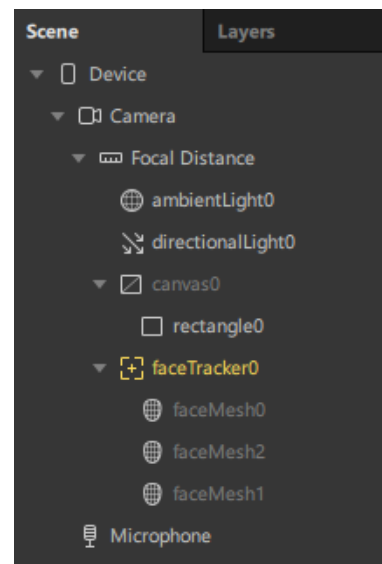 Scene Layers
Device
Camera
Focal Distance
ambientLight0
directionalLight0
canvas0
rectangle0
faceTracker0
faceMesh0
faceMesh2
faceMesh1
Microphone